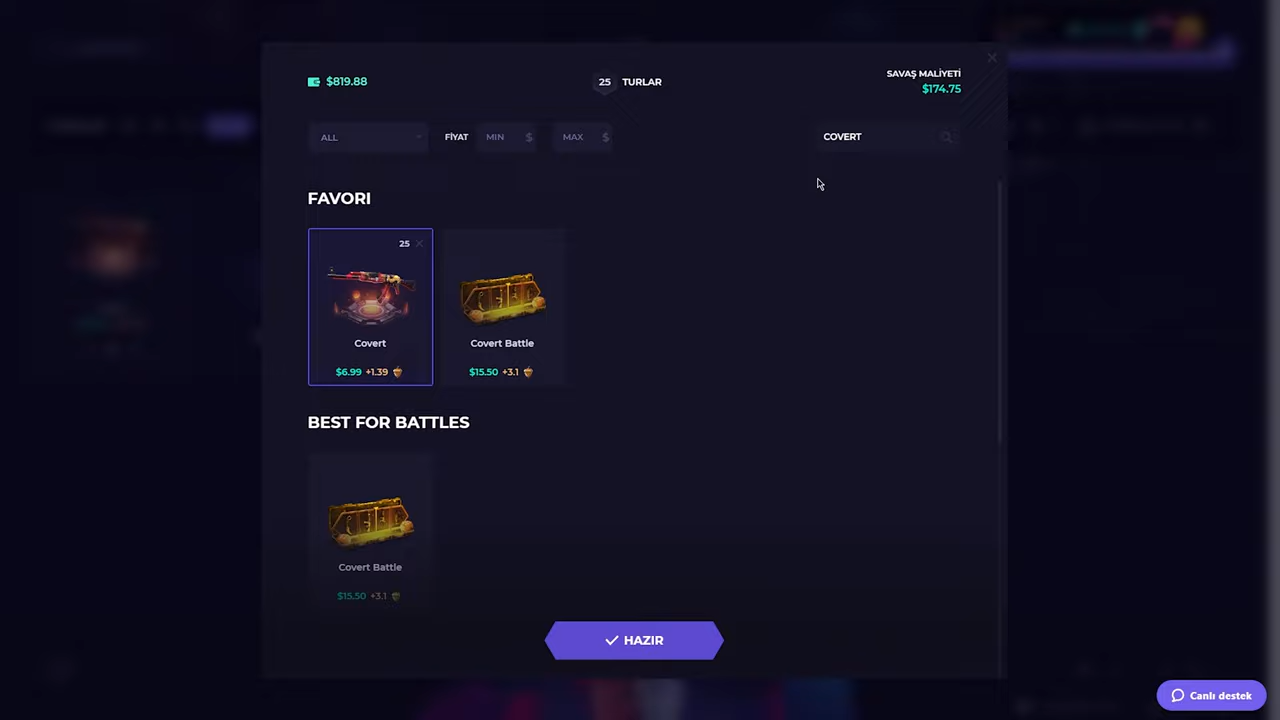 $819.88
25 TURLAR
SAVAŞ MALİYETİ
$174.75
ALL
FİYAT
MIN $
MAX $
COVERT
FAVORI
25
Covert
$6.99 +1.39
Covert Battle
$15.50 +3.1
BEST FOR BATTLES
Covert Battle
$15.50 +3.1
HAZIR
Canlı destek